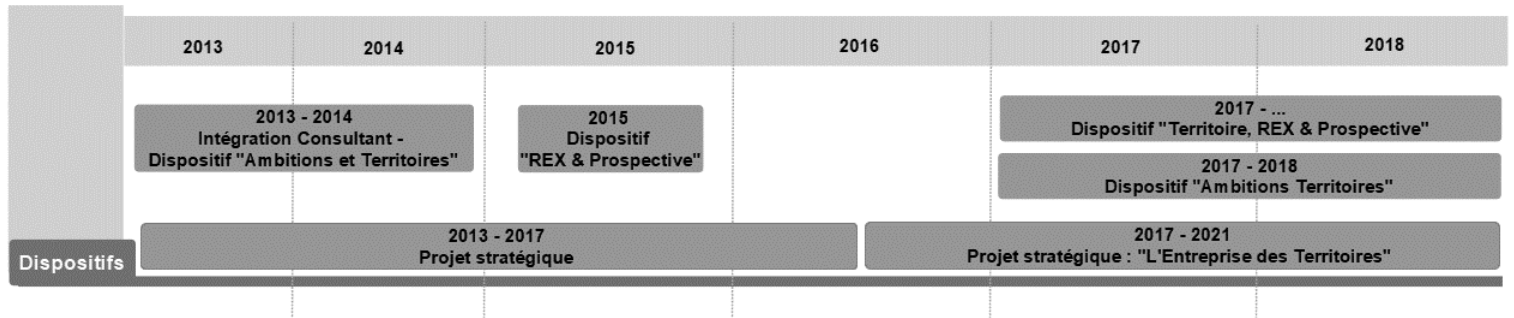 2013
2014
2015
2016
2017
2018
2013 - 2014
Intégration Consultant -
Dispositif "Ambitions et Territoires"
2015
Dispositif
"REX & Prospective"
2017 - ...
Dispositif "Territoire, REX & Prospective"
2017 - 2018
Dispositif "Ambitions Territoires"
2013 - 2017
Projet stratégique
2017 - 2021
Projet stratégique : "L'Entreprise des Territoires"
Dispositifs